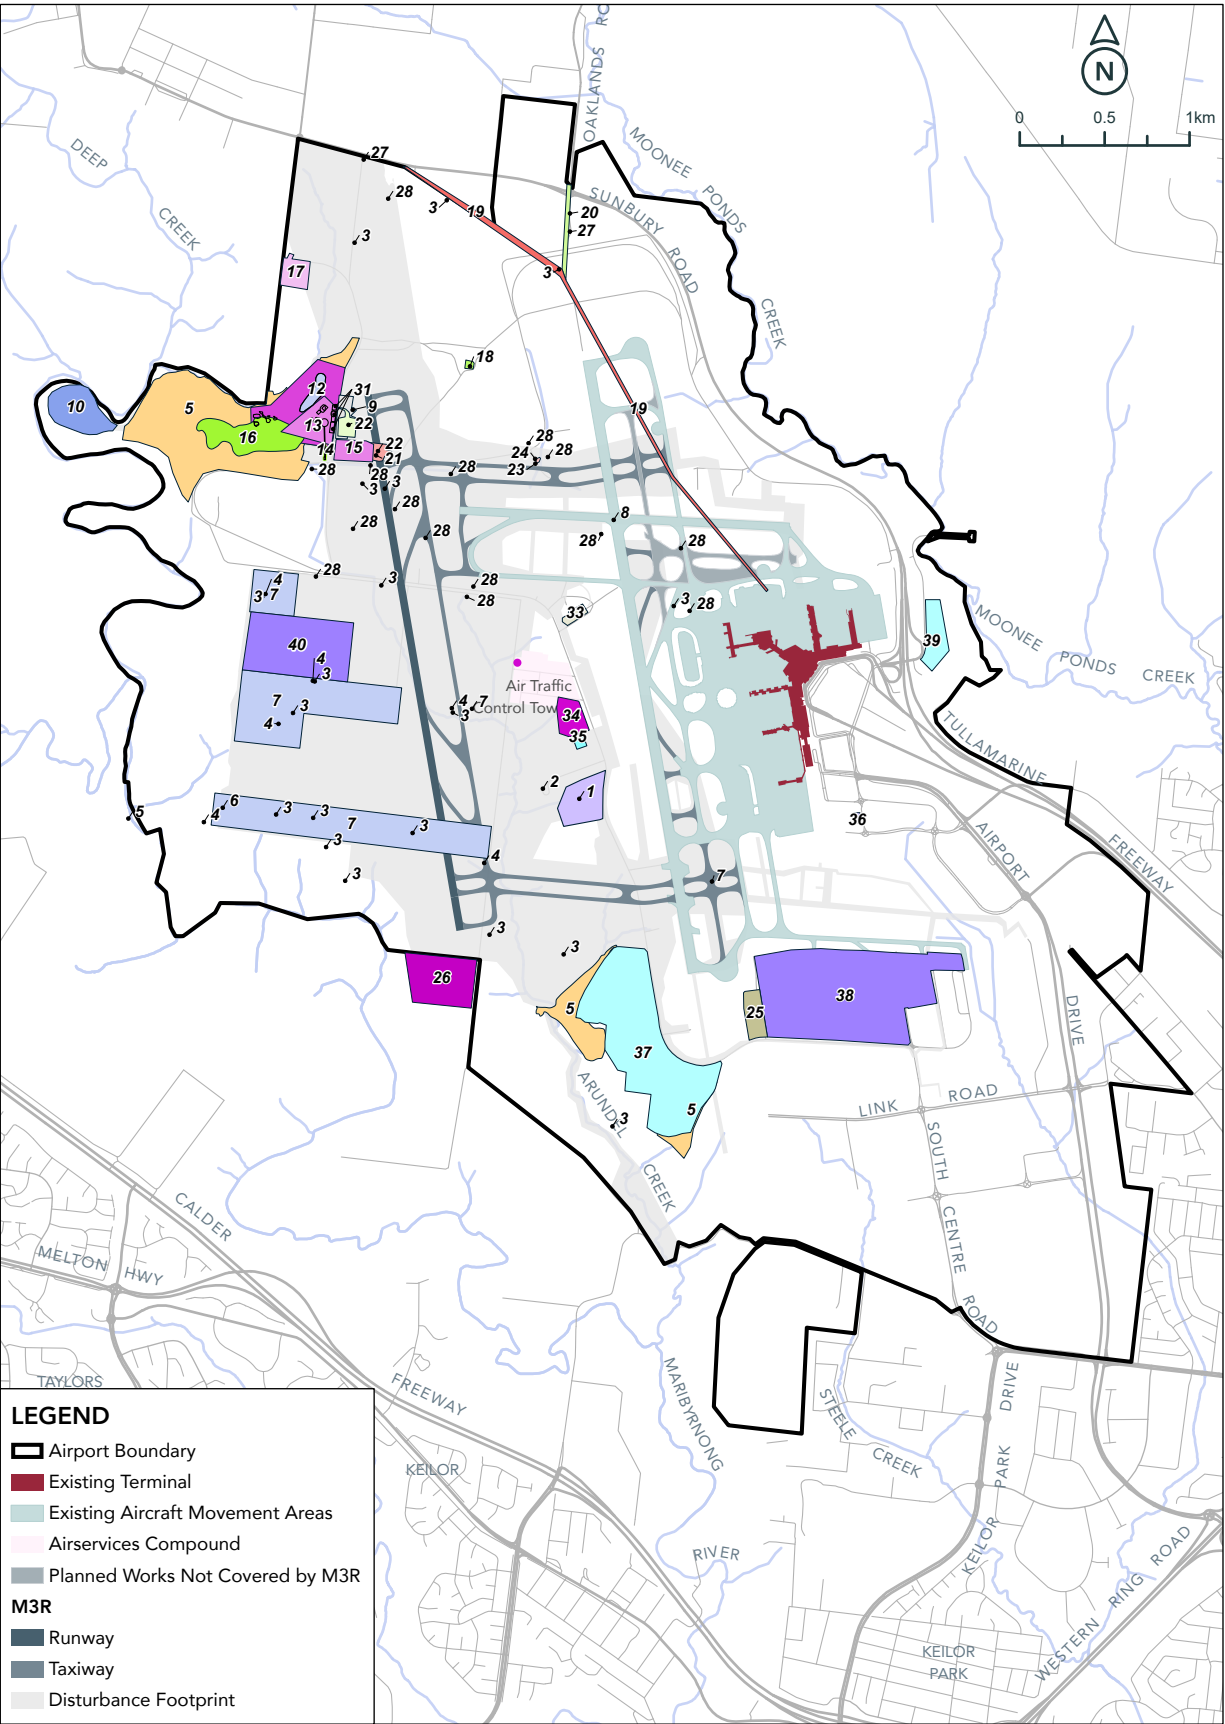 OAKLANDS RO
N
0 0.5 1km
DEEP
CREEK
MOONEE
PONDS
CREEK
SUNBURY
ROAD
27
28
3
19
20
27
3
3
17
18
10
5
12
31
9
22
13
16
14
15
22
21
28
28
3
3
28
28
28
24
23
28
28
19
8
28
28
28
28
3
28
28
28
4
3
7
33
3
28
39
MOONEE
PONDS
CREEK
40
4
3
7
3
4
Air Traffic
Control Tow
4
7
3
34
35
TULLAMARINE
FREEWAY
2
1
5
6
4
3
3
7
3
3
4
3
36
AIRPORT
DRIVE
7
3
3
26
5
37
5
25
38
3
ARUNDEL
CREEK
LINK
ROAD
SOUTH
CENTRE
ROAD
CALDER
FREEWAY
MELTON
HWY
TAYLORS
KEILOR
MARIBYRNONG
RIVER
STEELE
CREEK
KEILOR
PARK
DRIVE
WESTERN
RING
ROAD
KEILOR
PARK
LEGEND
Airport Boundary
Existing Terminal
Existing Aircraft Movement Areas
Airservices Compound
Planned Works Not Covered by M3R
M3R
Runway
Taxiway
Disturbance Footprint